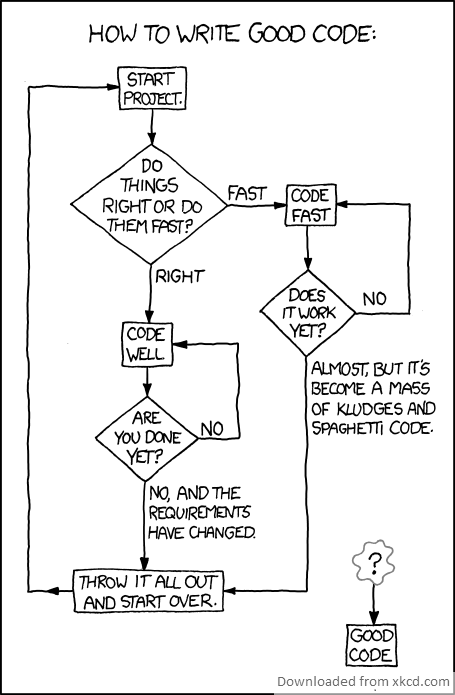 HOW TO WRITE GOOD CODE:
START
PROJECT.
DO
THINGS
RIGHT OR DO
THEM FAST?
FAST
CODE
FAST
RIGHT
DOES
IT WORK
YET?
NO
CODE
WELL
ALMOST, BUT IT'S
BECOME A MASS
OF KLUDGES AND
SPAGHETTI CODE.
ARE
YOU DONE
YET?
NO
NO, AND THE
REQUIREMENTS
HAVE CHANGED.
THROW IT ALL OUT
AND START OVER.
?
GOOD
CODE
Downloaded from xkcd.com